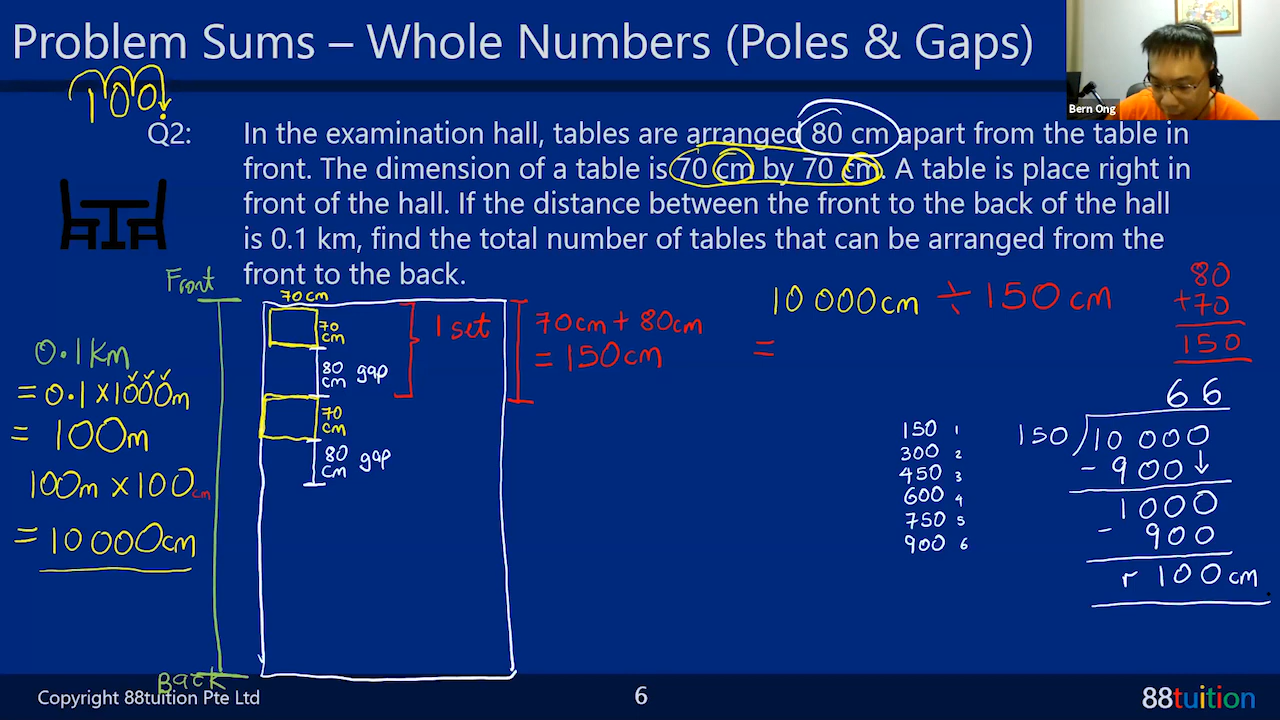 Problem Sums – Whole Numbers (Poles & Gaps)
100.
Bern Ong
Q2:
In the examination hall, tables are arranged 80 cm apart from the table in
front. The dimension of a table is 70 cm by 70 cm. A table is place right in
front of the hall. If the distance between the front to the back of the hall
is 0.1 km, find the total number of tables that can be arranged from the
front to the back.
Front
0.1 km
= 0.1 x 1000m
= 100m
100m x 100cm
= 10 000cm
Back
70cm
70 cm
80 cm gap
70 cm
80 cm gap
1 set
70cm + 80cm
= 150cm
10 000cm ÷ 150cm
=
80
+70
150
150 1
300 2
450 3
600 4
750 5
900 6
66
150 10 000
- 900
1000
- 900
r 100cm
Copyright 88tuition Pte Ltd
6
88tuition